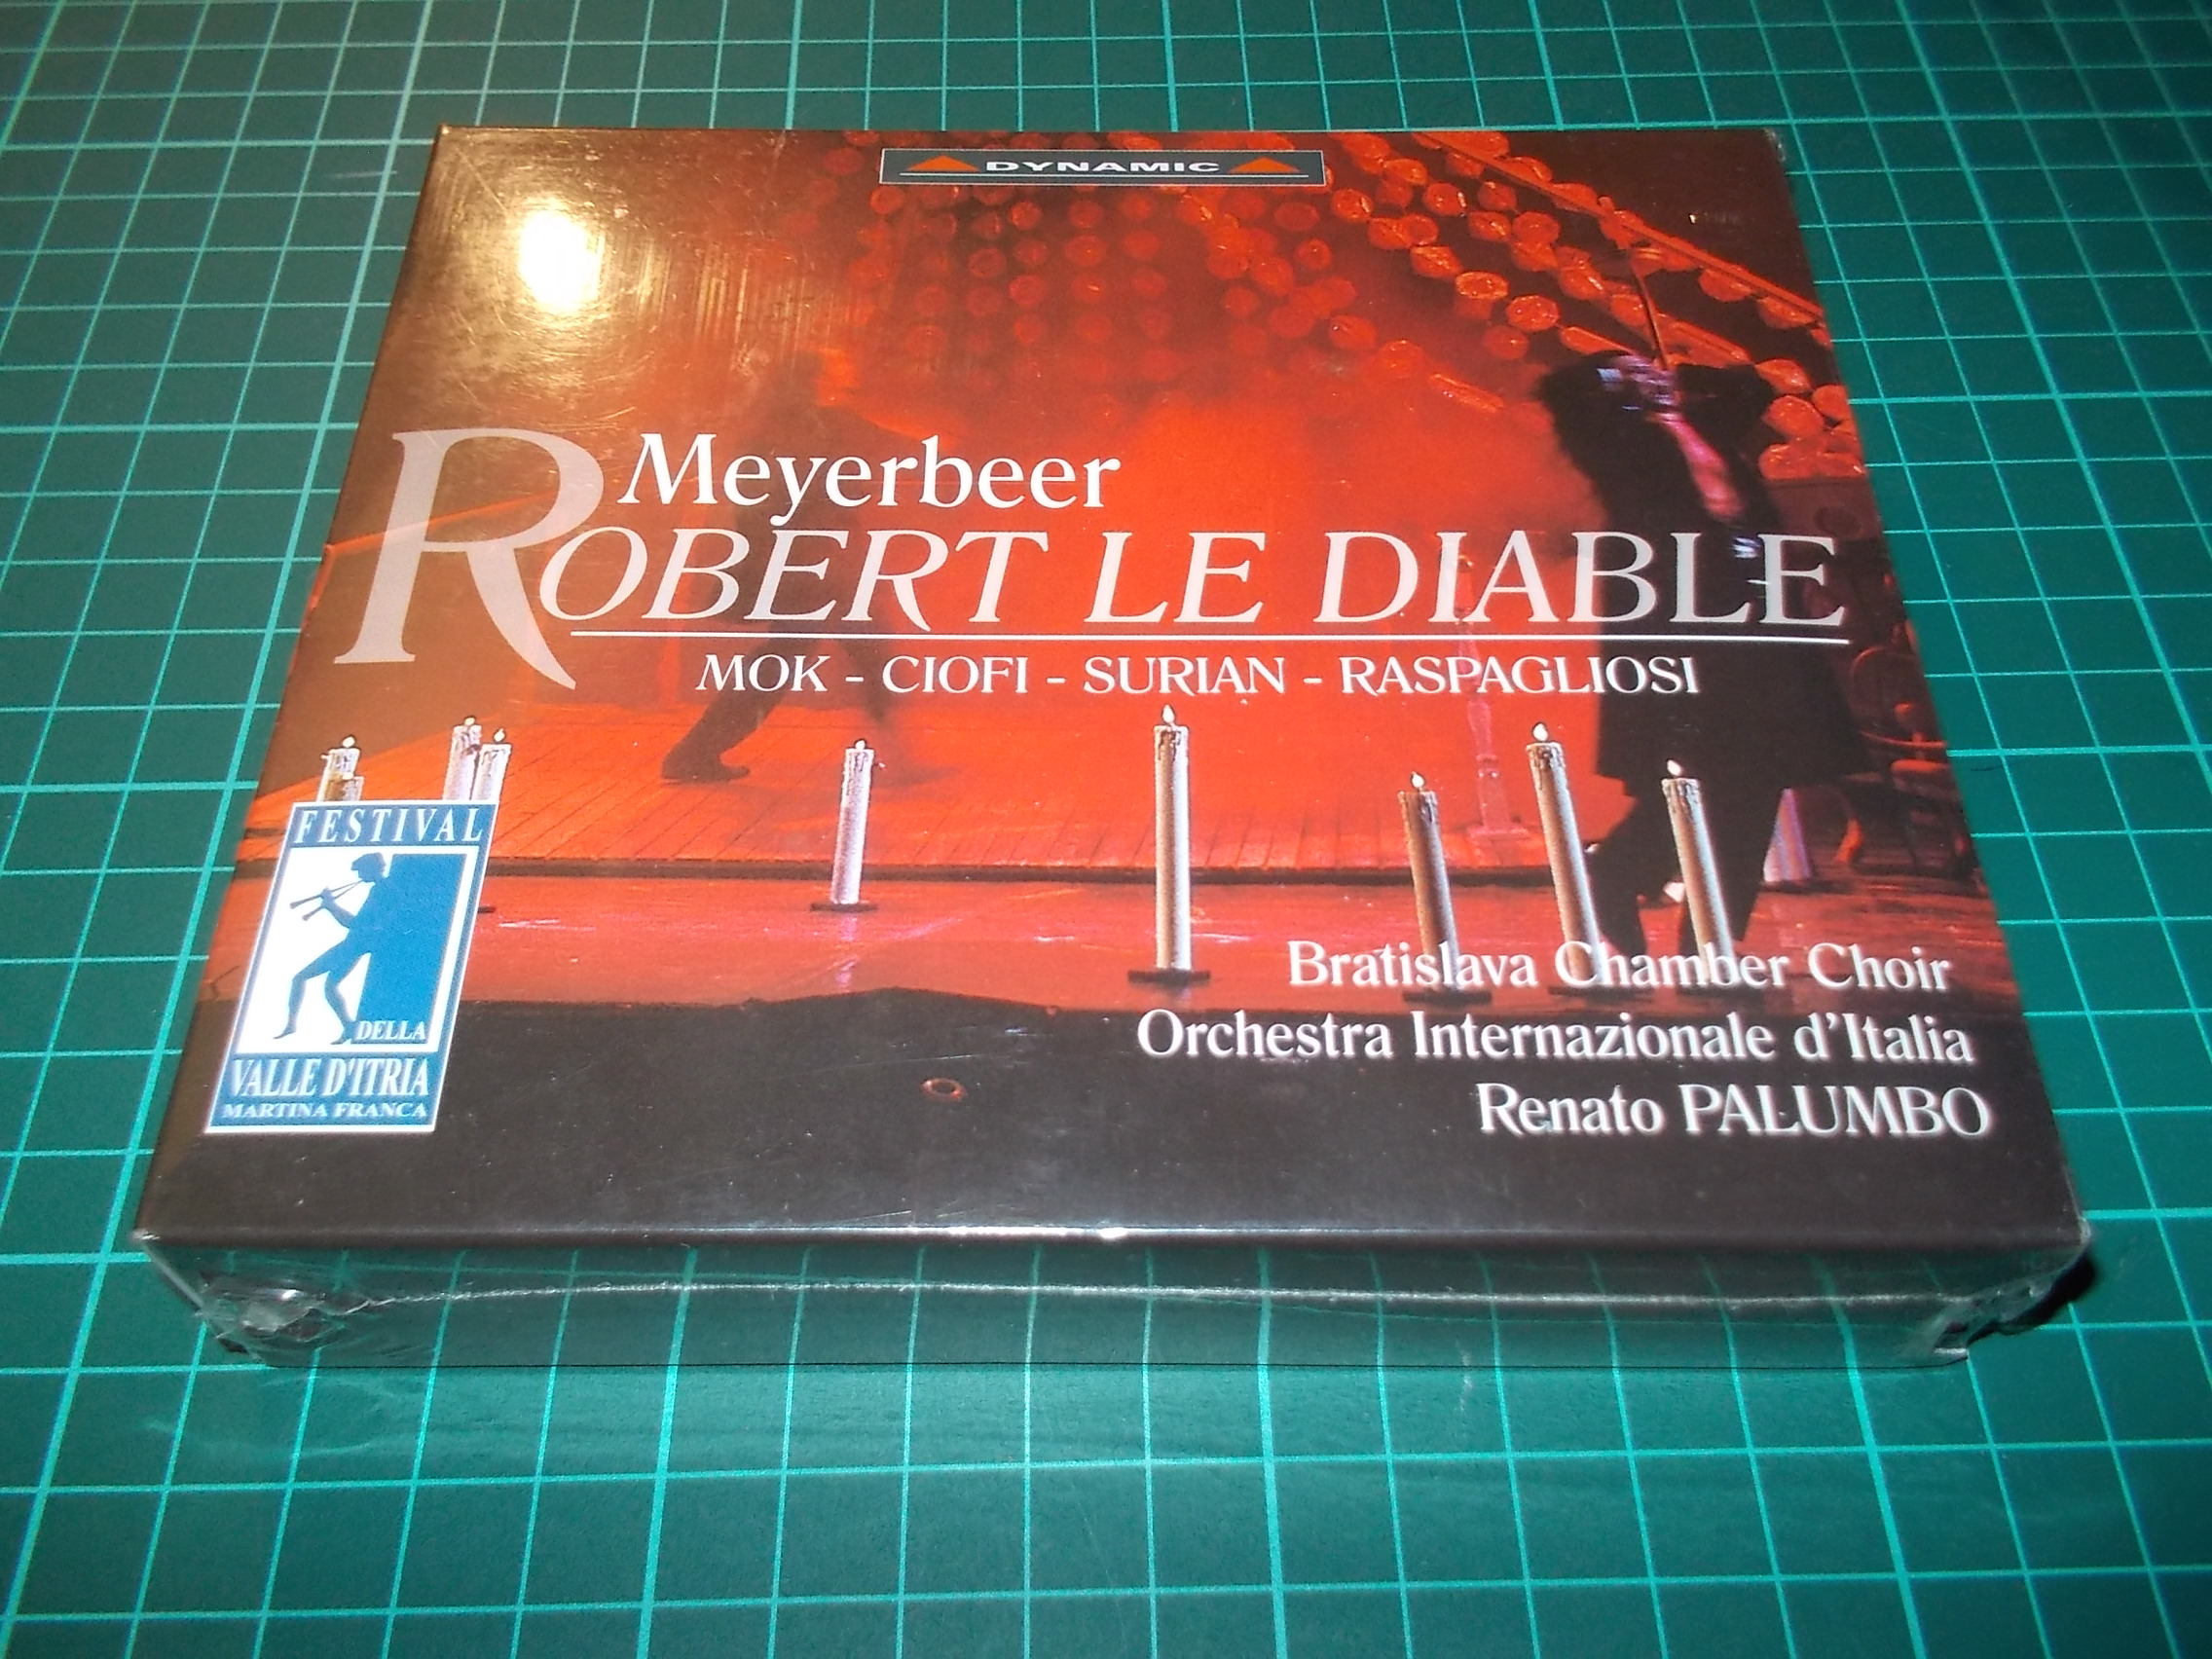 DYNAMIC
Meyerbeer
ROBERT LE DIABLE
MOK - CIOFI - SURIAN - RASPAGLIOSI
FESTIVAL
DELLA
VALLE D'ITRIA
MARTINA FRANCA
Bratislava Chamber Choir
Orchestra Internazionale d'Italia
Renato PALUMBO